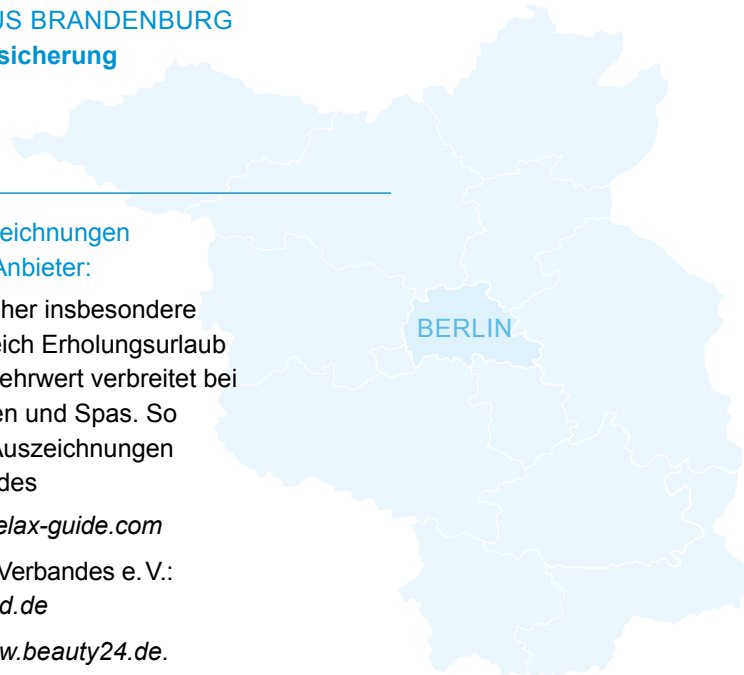 US BRANDENBURG
sicherung
eichnungen
Anbieter:
her insbesondere
eich Erholungsurlaub
ehrwert verbreitet bei
en und Spas. So
Auszeichnungen
des
elax-guide.com
Verbandes e. V.:
d.de
w.beauty24.de.
BERLIN